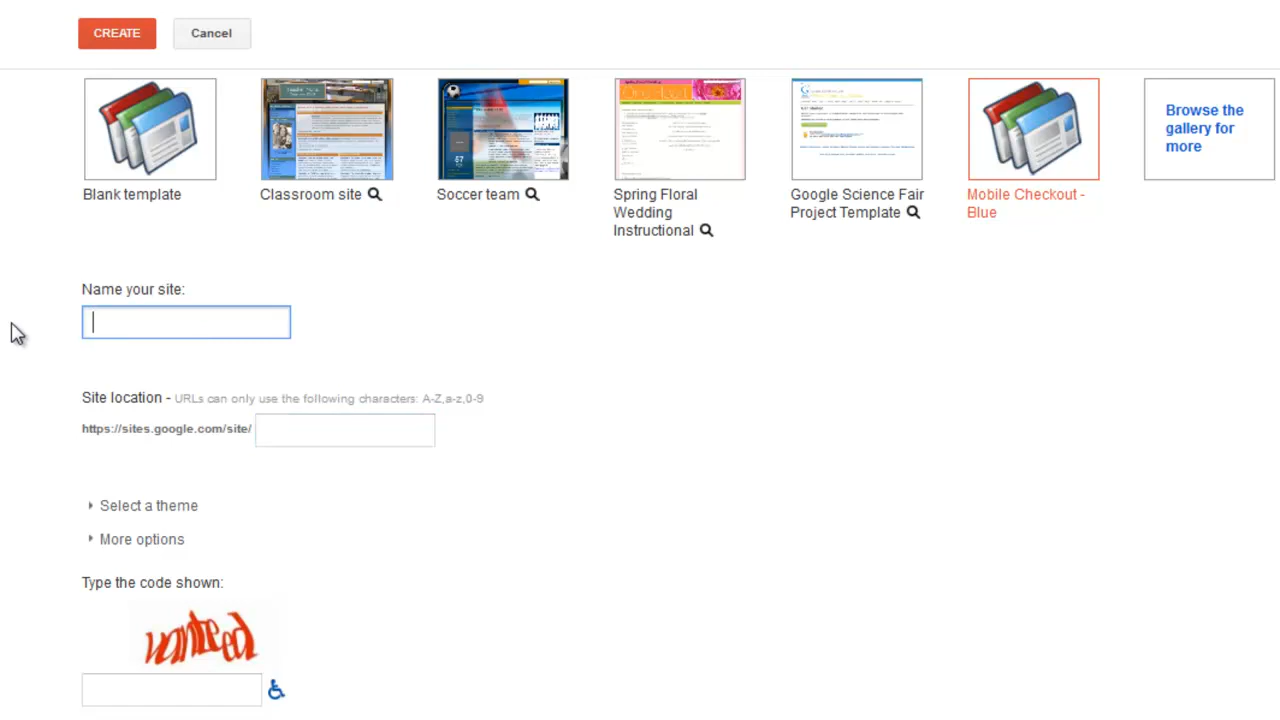 CREATE
Cancel
Blank template
Classroom site
Soccer team
Spring Floral
Wedding
Instructional
Google Science Fair
Project Template
Mobile Checkout -
Blue
Browse the
gallery for
more
Name your site:
Site location - URLs can only use the following characters: A-Z,a-z,0-9
https://sites.google.com/site/
Select a theme
More options
Type the code shown: